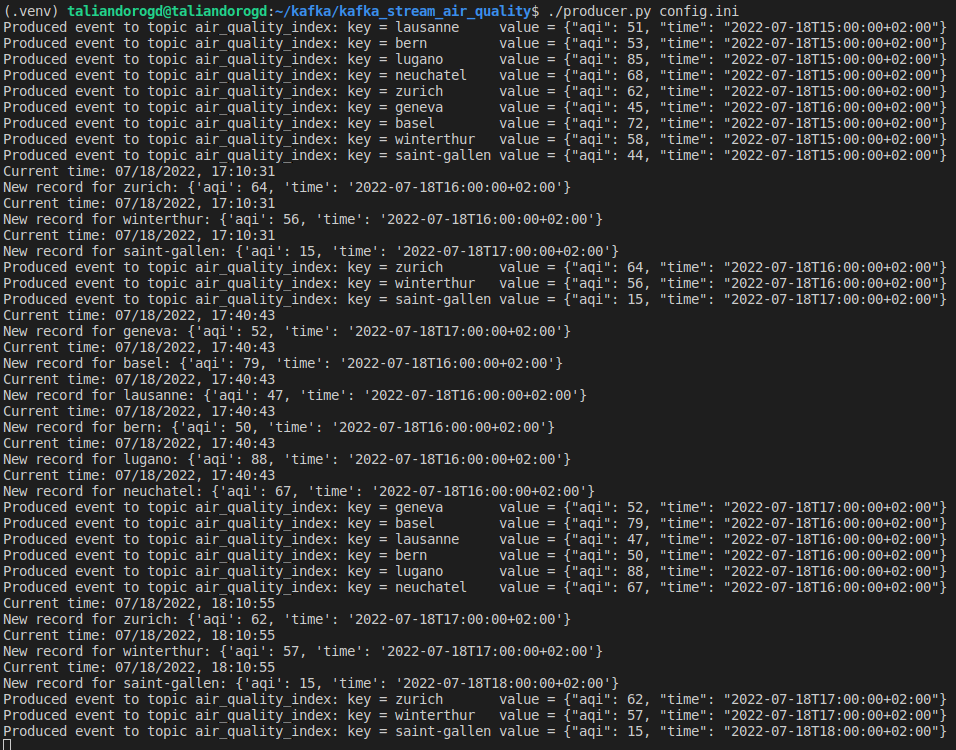 (.venv) taliandorogd@taliandorogd:~/kafka/kafka_stream_air_quality$ ./producer.py config.ini
Produced event to topic air_quality_index: key = lausanne     value = {"aqi": 51, "time": "2022-07-18T15:00:00+02:00"}
Produced event to topic air_quality_index: key = bern         value = {"aqi": 53, "time": "2022-07-18T15:00:00+02:00"}
Produced event to topic air_quality_index: key = lugano       value = {"aqi": 85, "time": "2022-07-18T15:00:00+02:00"}
Produced event to topic air_quality_index: key = neuchatel    value = {"aqi": 68, "time": "2022-07-18T15:00:00+02:00"}
Produced event to topic air_quality_index: key = zurich       value = {"aqi": 62, "time": "2022-07-18T15:00:00+02:00"}
Produced event to topic air_quality_index: key = geneva       value = {"aqi": 45, "time": "2022-07-18T16:00:00+02:00"}
Produced event to topic air_quality_index: key = basel        value = {"aqi": 72, "time": "2022-07-18T15:00:00+02:00"}
Produced event to topic air_quality_index: key = winterthur   value = {"aqi": 58, "time": "2022-07-18T15:00:00+02:00"}
Produced event to topic air_quality_index: key = saint-gallen value = {"aqi": 44, "time": "2022-07-18T15:00:00+02:00"}
Current time: 07/18/2022, 17:10:31
New record for zurich: {'aqi': 64, 'time': '2022-07-18T16:00:00+02:00'}
Current time: 07/18/2022, 17:10:31
New record for winterthur: {'aqi': 56, 'time': '2022-07-18T16:00:00+02:00'}
Current time: 07/18/2022, 17:10:31
New record for saint-gallen: {'aqi': 15, 'time': '2022-07-18T17:00:00+02:00'}
Produced event to topic air_quality_index: key = zurich       value = {"aqi": 64, "time": "2022-07-18T16:00:00+02:00"}
Produced event to topic air_quality_index: key = winterthur   value = {"aqi": 56, "time": "2022-07-18T16:00:00+02:00"}
Produced event to topic air_quality_index: key = saint-gallen value = {"aqi": 15, "time": "2022-07-18T17:00:00+02:00"}
Current time: 07/18/2022, 17:40:43
New record for geneva: {'aqi': 52, 'time': '2022-07-18T17:00:00+02:00'}
Current time: 07/18/2022, 17:40:43
New record for basel: {'aqi': 79, 'time': '2022-07-18T16:00:00+02:00'}
Current time: 07/18/2022, 17:40:43
New record for lausanne: {'aqi': 47, 'time': '2022-07-18T16:00:00+02:00'}
Current time: 07/18/2022, 17:40:43
New record for bern: {'aqi': 50, 'time': '2022-07-18T16:00:00+02:00'}
Current time: 07/18/2022, 17:40:43
New record for lugano: {'aqi': 88, 'time': '2022-07-18T16:00:00+02:00'}
Current time: 07/18/2022, 17:40:43
New record for neuchatel: {'aqi': 67, 'time': '2022-07-18T16:00:00+02:00'}
Produced event to topic air_quality_index: key = geneva       value = {"aqi": 52, "time": "2022-07-18T17:00:00+02:00"}
Produced event to topic air_quality_index: key = basel        value = {"aqi": 79, "time": "2022-07-18T16:00:00+02:00"}
Produced event to topic air_quality_index: key = lausanne     value = {"aqi": 47, "time": "2022-07-18T16:00:00+02:00"}
Produced event to topic air_quality_index: key = bern         value = {"aqi": 50, "time": "2022-07-18T16:00:00+02:00"}
Produced event to topic air_quality_index: key = lugano       value = {"aqi": 88, "time": "2022-07-18T16:00:00+02:00"}
Produced event to topic air_quality_index: key = neuchatel    value = {"aqi": 67, "time": "2022-07-18T16:00:00+02:00"}
Current time: 07/18/2022, 18:10:55
New record for zurich: {'aqi': 62, 'time': '2022-07-18T17:00:00+02:00'}
Current time: 07/18/2022, 18:10:55
New record for winterthur: {'aqi': 57, 'time': '2022-07-18T17:00:00+02:00'}
Current time: 07/18/2022, 18:10:55
New record for saint-gallen: {'aqi': 15, 'time': '2022-07-18T18:00:00+02:00'}
Produced event to topic air_quality_index: key = zurich       value = {"aqi": 62, "time": "2022-07-18T17:00:00+02:00"}
Produced event to topic air_quality_index: key = winterthur   value = {"aqi": 57, "time": "2022-07-18T17:00:00+02:00"}
Produced event to topic air_quality_index: key = saint-gallen value = {"aqi": 15, "time": "2022-07-18T18:00:00+02:00"}